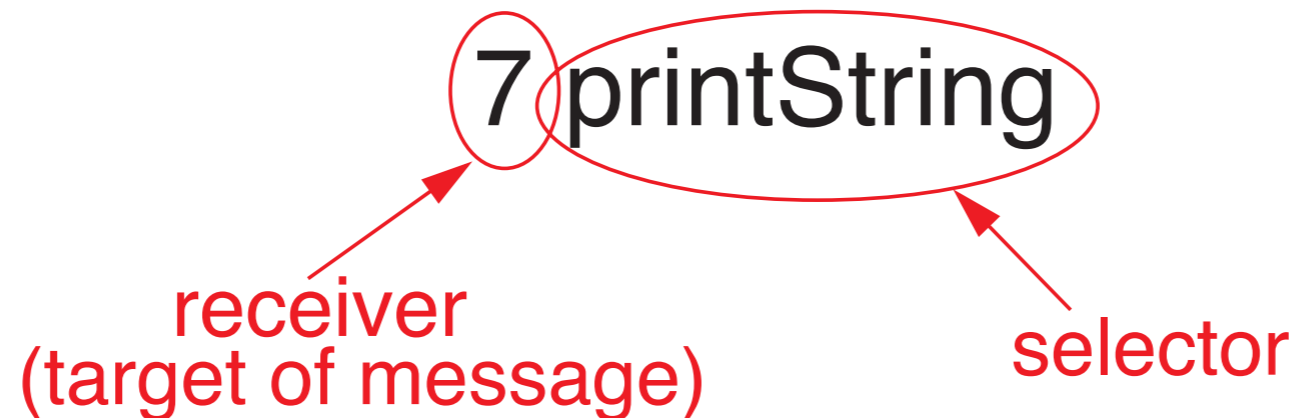 7 printString
receiver
(target of message)
selector